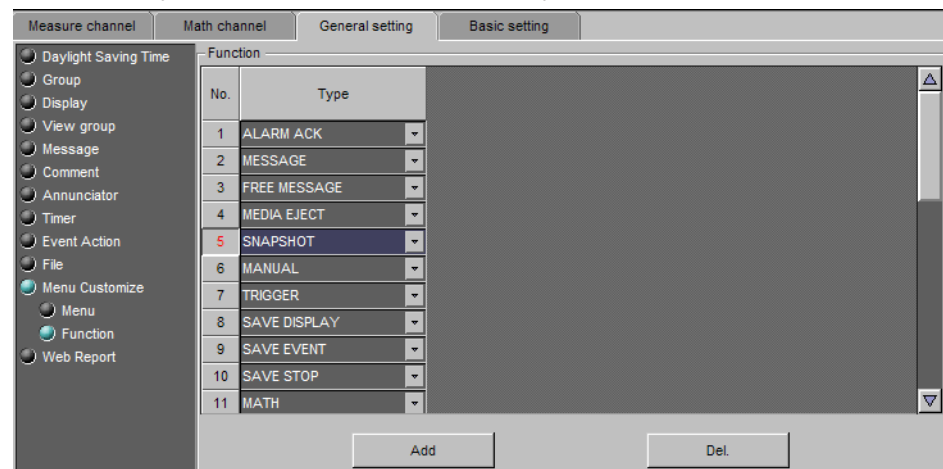 Measure channel Math channel General setting Basic setting
Daylight Saving Time
Group
Display
View group
Message
Comment
Annunciator
Timer
Event Action
File
Menu Customize
Menu
Function
Web Report
Function
No. Type
1 ALARM ACK
2 MESSAGE
3 FREE MESSAGE
4 MEDIA EJECT
5 SNAPSHOT
6 MANUAL
7 TRIGGER
8 SAVE DISPLAY
9 SAVE EVENT
10 SAVE STOP
11 MATH
Add Del.